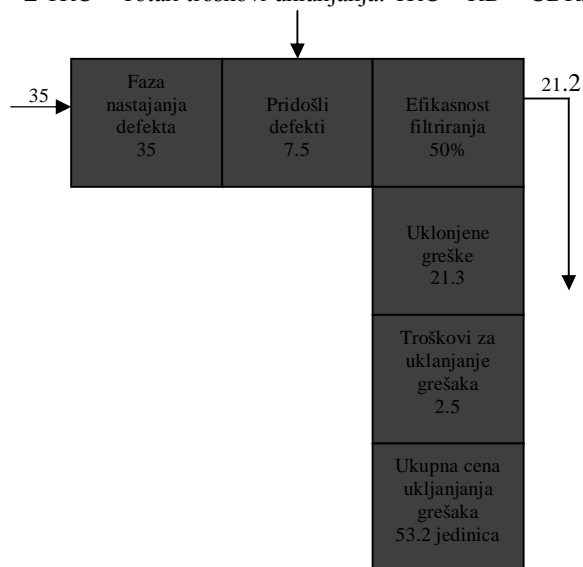 troškovi
35
Faza
nastajanja
defekta
35
Pridošli
defekti
7.5
Efikasnost
filtriranja
50%
21.2
Uklonjene
greške
21.3
Troškovi za
uklanjanje
grešaka
2.5
Ukupna cena
ukljanjanja
grešaka
53.2 jedinica